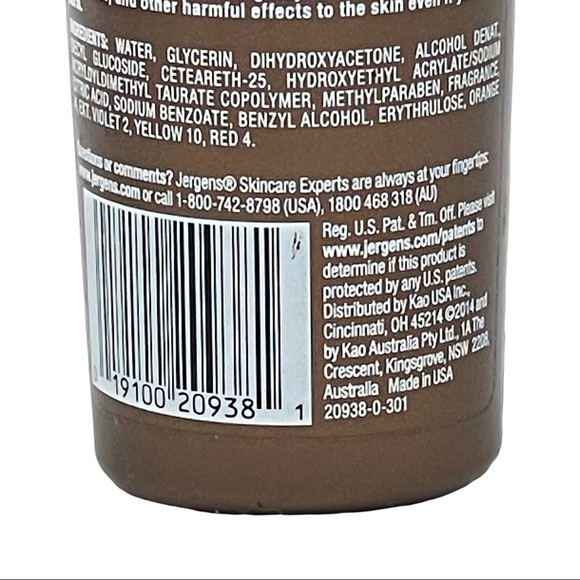 and other harmful effects to the skin even if
INGREDIENTS: WATER, GLYCERIN, DIHYDROXYACETONE, ALCOHOL DENAT.,
GLUCOSIDE, CETEARETH-25, HYDROXYETHYL ACRYLATE/SODIUM
ACRYLOYLDIMETHYL TAURATE COPOLYMER, METHYLPARABEN, FRAGRANCE,
CITRIC ACID, SODIUM BENZOATE, BENZYL ALCOHOL, ERYTHRULOSE, ORANGE
4, EXT. VIOLET 2, YELLOW 10, RED 4.
Questions or comments? Jergens® Skincare Experts are always at your fingertips:
www.jergens.com or call 1-800-742-8798 (USA), 1800 468 318 (AU)
Reg. U.S. Pat. & Tm. Off. Please visit
www.jergens.com/patents to
determine if this product is
protected by any U.S. patents.
Distributed by Kao USA Inc.,
Cincinnati, OH 45214 ©2014 and
by Kao Australia Pty Ltd., 1A The
Crescent, Kingsgrove, NSW 2208,
Australia Made in USA
20938-0-301
0 19100 20938 1